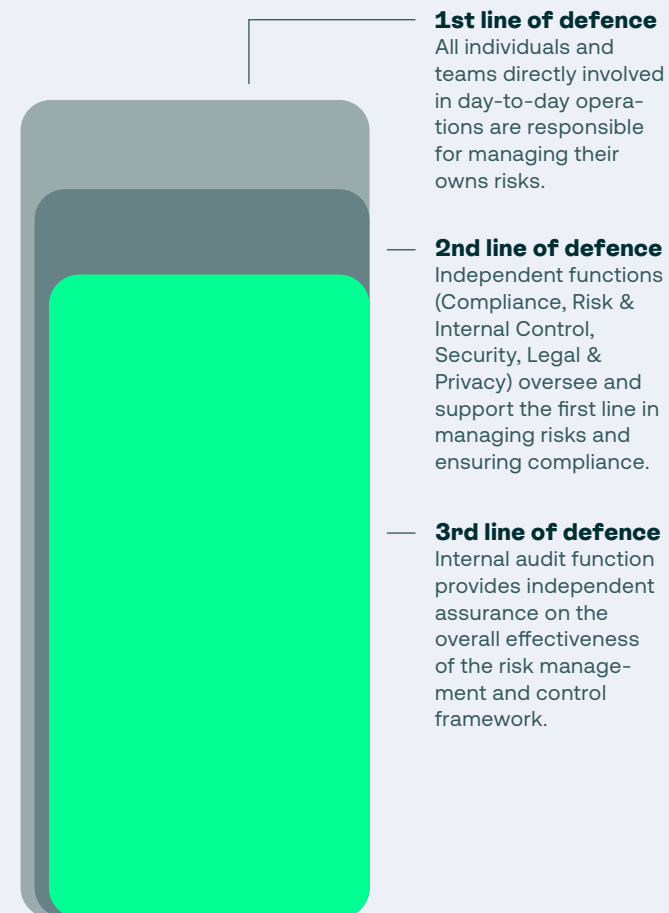 1st line of defence
All individuals and
teams directly involved
in day-to-day opera-
tions are responsible
for managing their
owns risks.
2nd line of defence
Independent functions
(Compliance, Risk &
Internal Control,
Security, Legal &
Privacy) oversee and
support the first line in
managing risks and
ensuring compliance.
3rd line of defence
Internal audit function
provides independent
assurance on the
overall effectiveness
of the risk manage-
ment and control
framework.